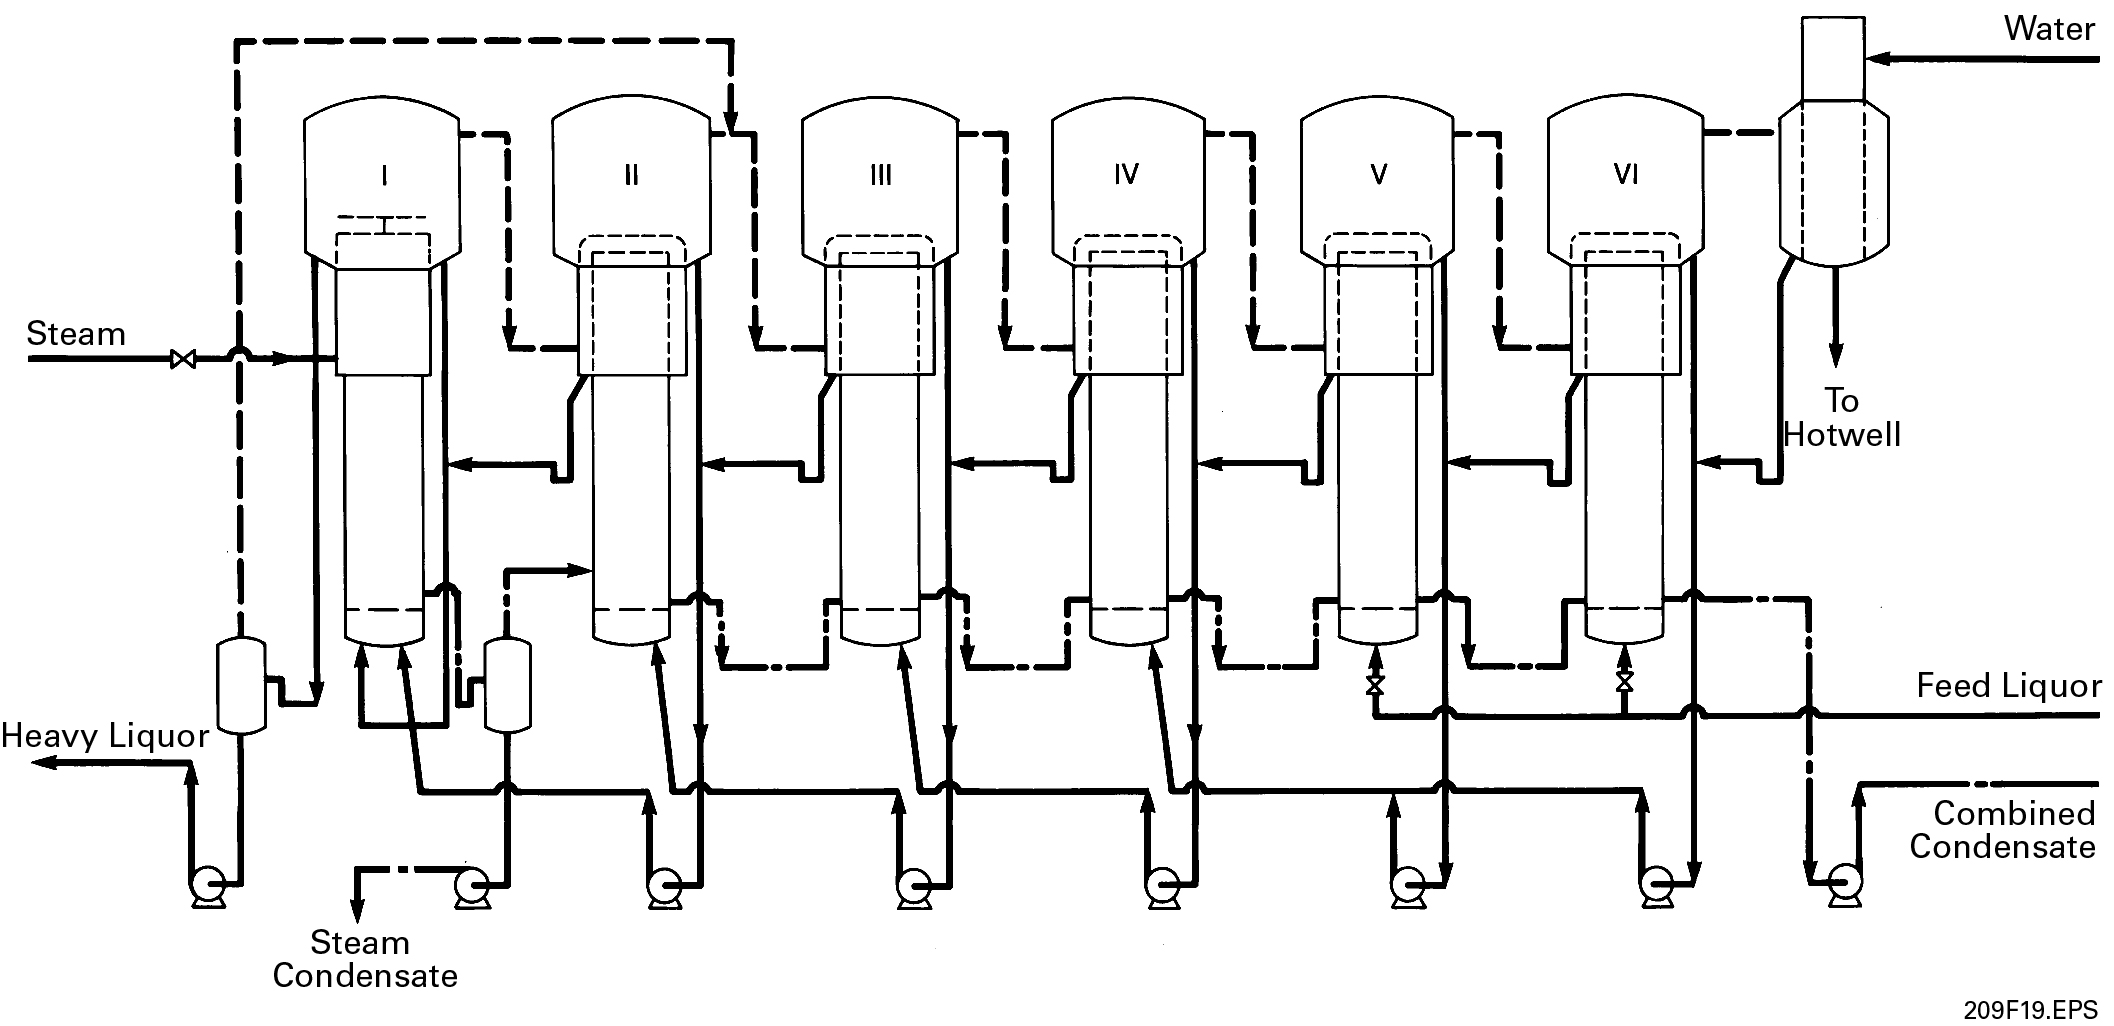 Water
I
II
III
IV
V
VI
Steam
To
Hotwell
Feed Liquor
Heavy Liquor
Combined
Condensate
Steam
Condensate
209F19.EPS